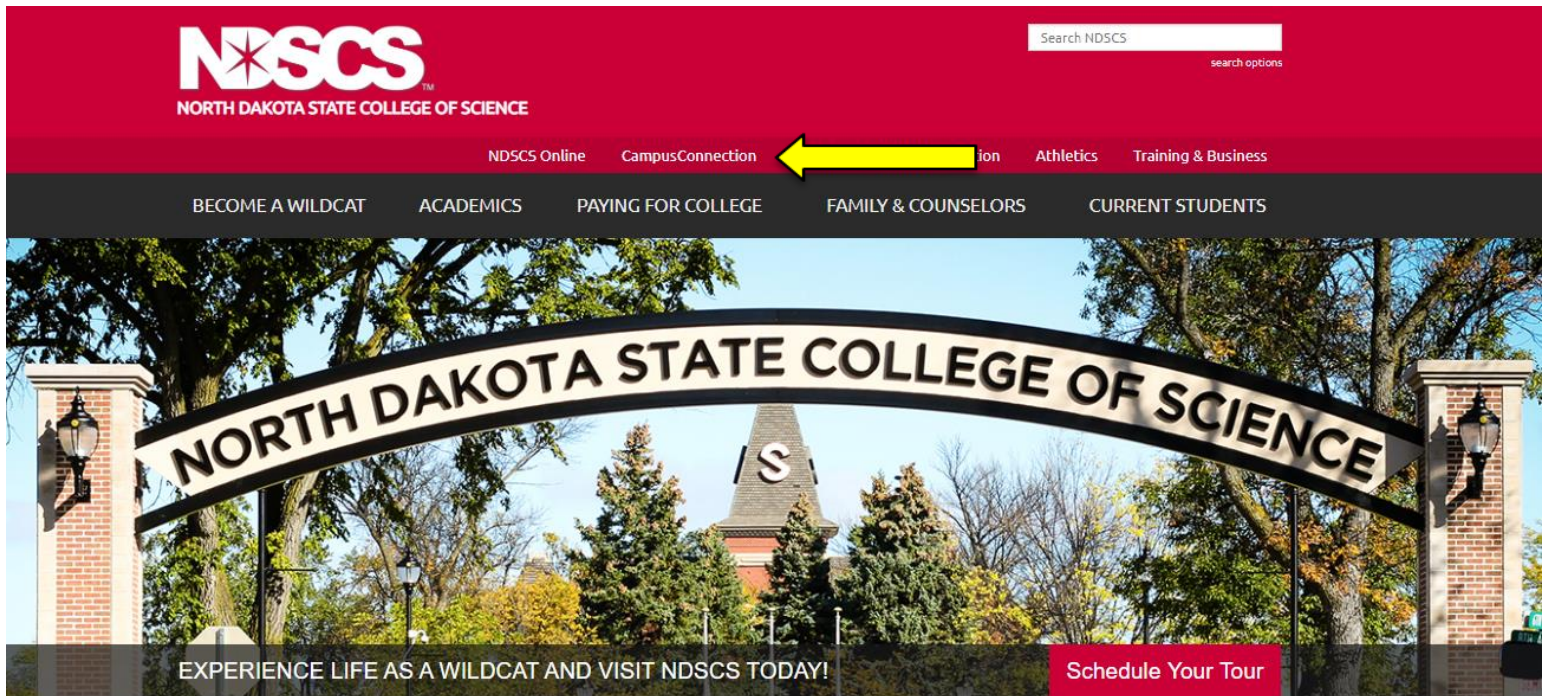 NDSCS™
NORTH DAKOTA STATE COLLEGE OF SCIENCE
Search NDSCS
search options
NDSCS Online CampusConnection Athletics Training & Business
BECOME A WILDCAT ACADEMICS PAYING FOR COLLEGE FAMILY & COUNSELORS CURRENT STUDENTS
NORTH DAKOTA STATE COLLEGE OF SCIENCE
S
EXPERIENCE LIFE AS A WILDCAT AND VISIT NDSCS TODAY!
Schedule Your Tour